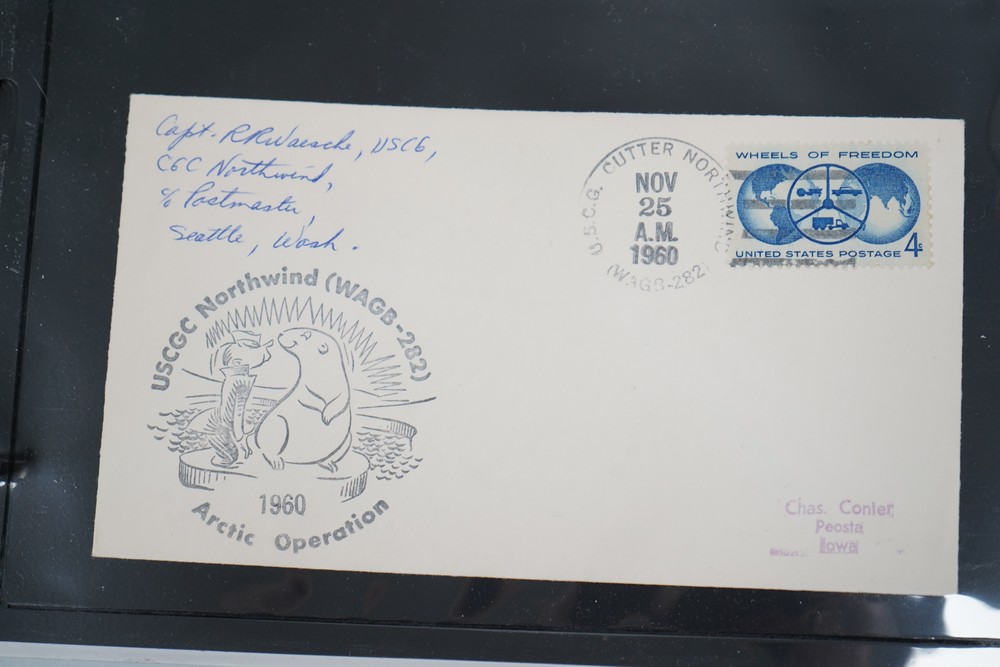 Capt. R R Waesche, USCG,
CGC Northwind,
c/o Postmaster,
Seattle, Wash.
U.S.C.G. CUTTER NORTHWIND
NOV
25
A.M.
1960
(WAGB-282)
WHEELS OF FREEDOM
UNITED STATES POSTAGE 4c
USCGC Northwind (WAGB-282)
1960
Arctic Operation
Chas. Conter
Peosta
Iowa